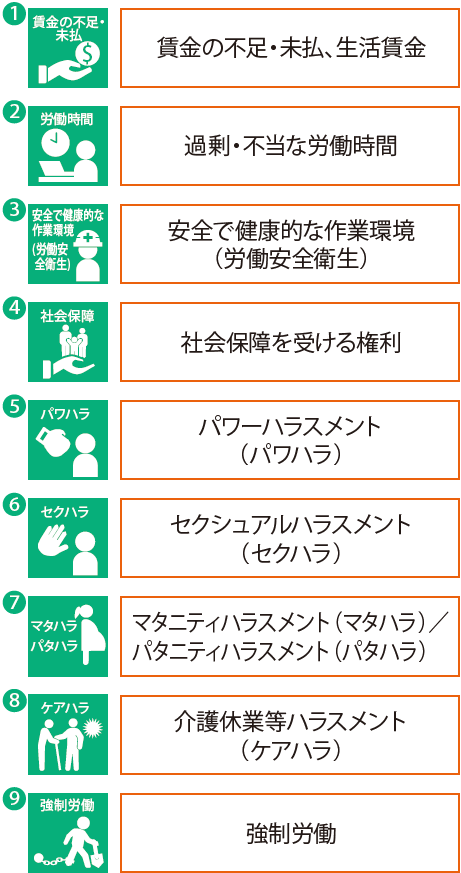 1
賃金の不足・
未払
$
賃金の不足・未払、生活賃金
2
労働時間
過剰・不当な労働時間
3
安全で健康的な
作業環境
(労働安
全衛生)
安全で健康的な作業環境
（労働安全衛生）
4
社会保障
社会保障を受ける権利
5
パワハラ
パワーハラスメント
（パワハラ）
6
セクハラ
セクシュアルハラスメント
（セクハラ）
7
マタハラ
パタハラ
マタニティハラスメント（マタハラ）／
パタニティハラスメント（パタハラ）
8
ケアハラ
介護休業等ハラスメント
（ケアハラ）
9
強制労働
強制労働